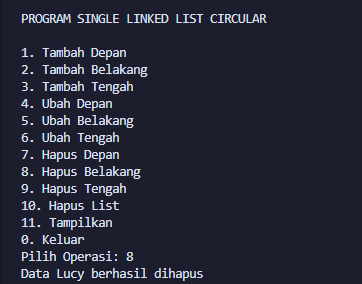 PROGRAM SINGLE LINKED LIST CIRCULAR
1. Tambah Depan
2. Tambah Belakang
3. Tambah Tengah
4. Ubah Depan
5. Ubah Belakang
6. Ubah Tengah
7. Hapus Depan
8. Hapus Belakang
9. Hapus Tengah
10. Hapus List
11. Tampilkan
0. Keluar
Pilih Operasi: 8
Data Lucy berhasil dihapus